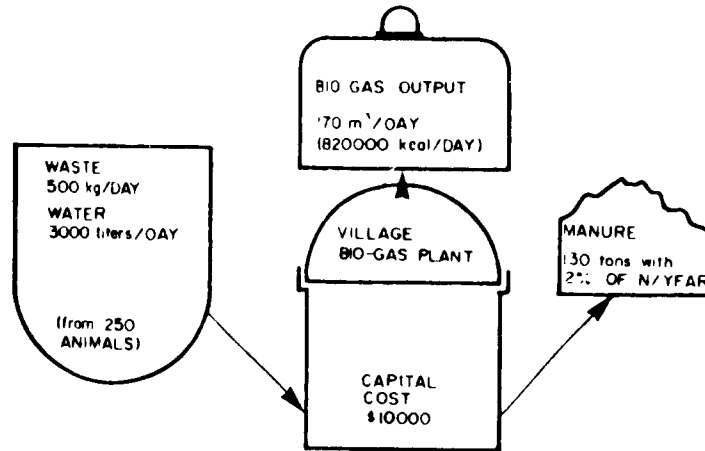 BIO GAS OUTPUT
170 m³/DAY
(820000 kcal/DAY)
WASTE
500 kg/DAY
WATER
3000 liters/DAY
(from 250
ANIMALS)
VILLAGE
BIO-GAS PLANT
CAPITAL
COST
$10000
MANURE
130 tons with
2% OF N/YEAR